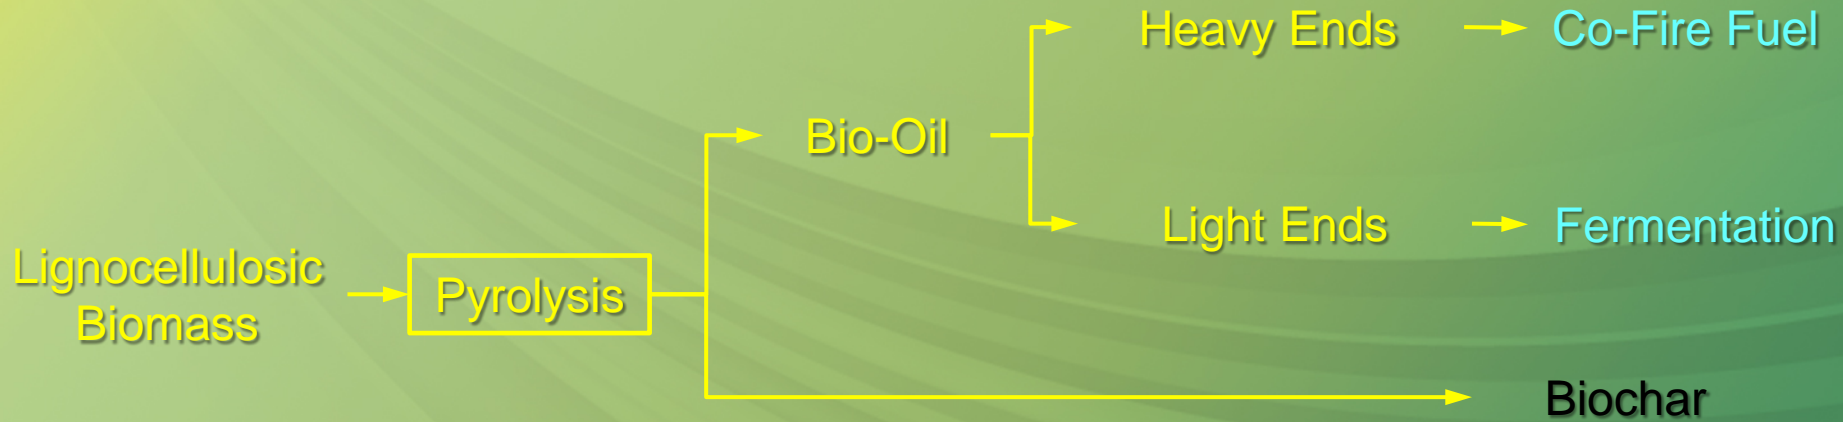 Heavy Ends
Co-Fire Fuel
Bio-Oil
Light Ends
Fermentation
Lignocellulosic
Biomass
Pyrolysis
Biochar